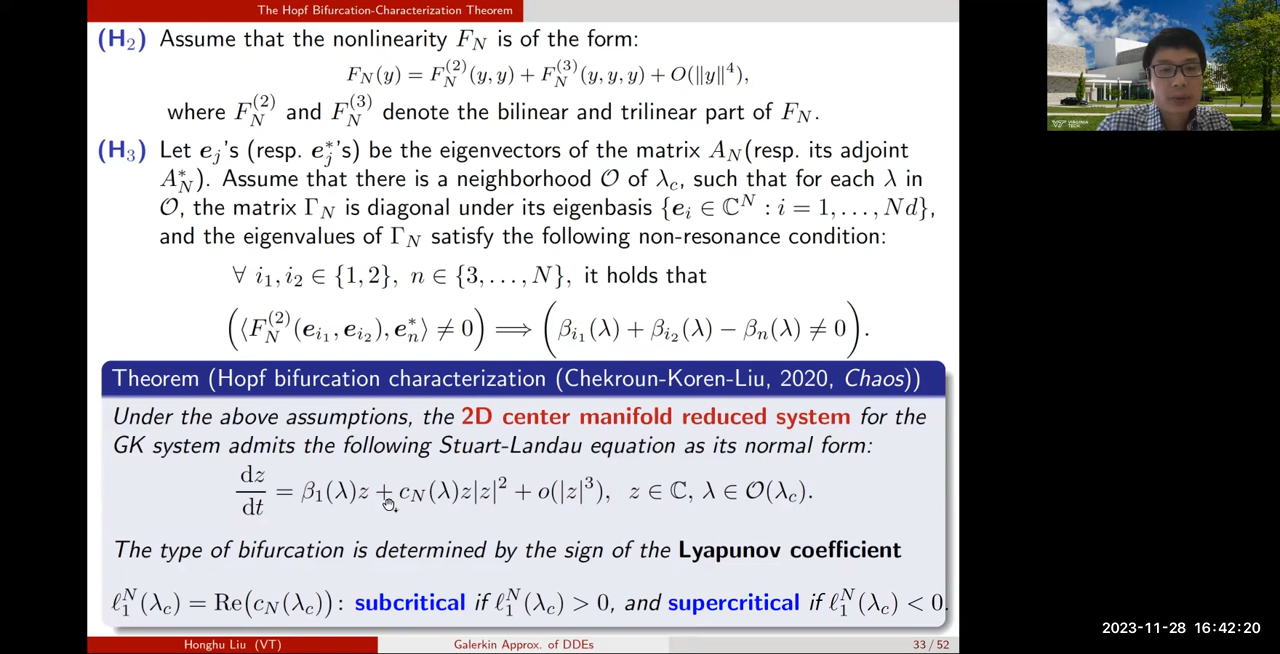 The Hopf Bifurcation-Characterization Theorem
(H₂) Assume that the nonlinearity F_N is of the form:
F_N(y) = F_N^{(2)}(y, y) + F_N^{(3)}(y, y, y) + O(‖y‖⁴),
where F_N^{(2)} and F_N^{(3)} denote the bilinear and trilinear part of F_N.
(H₃) Let e_j's (resp. e_j^*'s) be the eigenvectors of the matrix A_N(resp. its adjoint
A_N^*). Assume that there is a neighborhood 𝒪 of λ_c, such that for each λ in
𝒪, the matrix Γ_N is diagonal under its eigenbasis {e_i ∈ ℂ^N : i = 1, . . . , Nd},
and the eigenvalues of Γ_N satisfy the following non-resonance condition:
∀ i₁, i₂ ∈ {1, 2}, n ∈ {3, . . . , N}, it holds that
(⟨F_N^{(2)}(e_{i₁}, e_{i₂}), e_n^*⟩ ≠ 0) ⟹ (β_{i₁}(λ) + β_{i₂}(λ) − β_n(λ) ≠ 0).
Theorem (Hopf bifurcation characterization (Chekroun-Koren-Liu, 2020, Chaos))
Under the above assumptions, the 2D center manifold reduced system for the
GK system admits the following Stuart-Landau equation as its normal form:
dz/dt = β₁(λ)z + c_N(λ)z|z|² + o(|z|³), z ∈ ℂ, λ ∈ 𝒪(λ_c).
The type of bifurcation is determined by the sign of the Lyapunov coefficient
ℓ₁^N(λ_c) = Re(c_N(λ_c)): subcritical if ℓ₁^N(λ_c) > 0, and supercritical if ℓ₁^N(λ_c) < 0.
Honghu Liu (VT) Galerkin Approx. of DDEs 33 / 52
2023-11-28 16:42:20